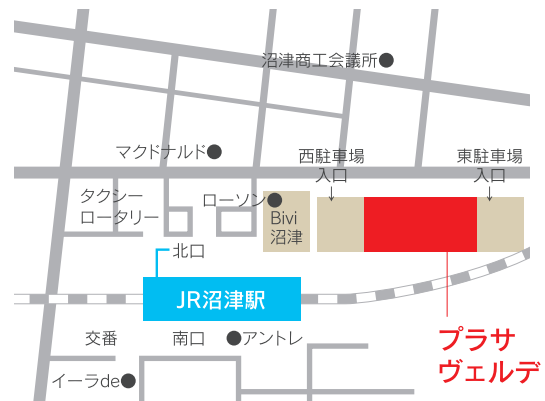 沼津商工会議所
マクドナルド
西駐車場
入口
東駐車場
入口
タクシー
ロータリー
ローソン
Bivi
沼津
北口
JR沼津駅
交番
南口
アントレ
イーラde
プラサ
ヴェルデ